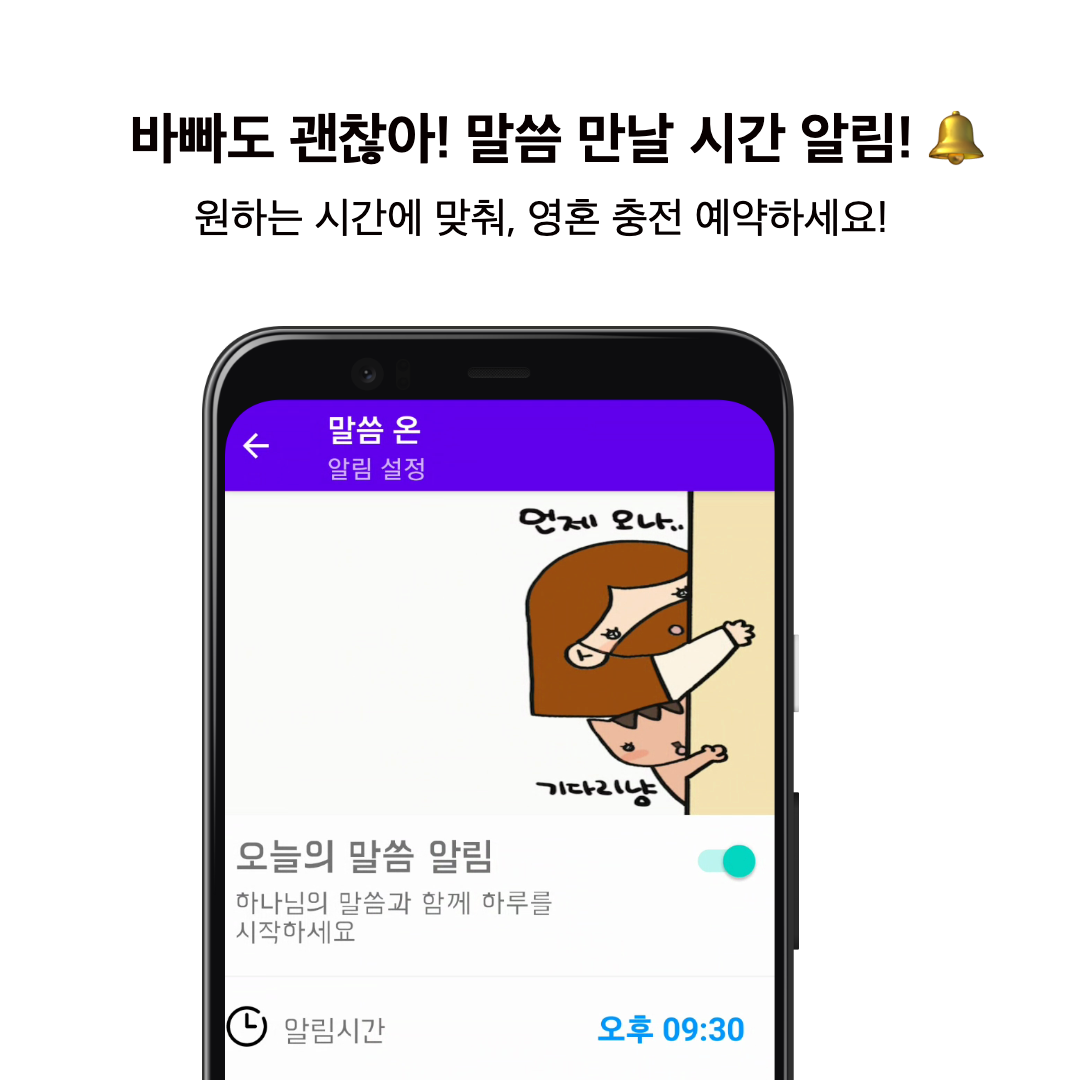 바빠도 괜찮아! 말씀 만날 시간 알림! 🔔
원하는 시간에 맞춰, 영혼 충전 예약하세요!
말씀 온
알림 설정
언제 오나..
기다리냥
오늘의 말씀 알림
하나님의 말씀과 함께 하루를
시작하세요
알림시간
오후 09:30